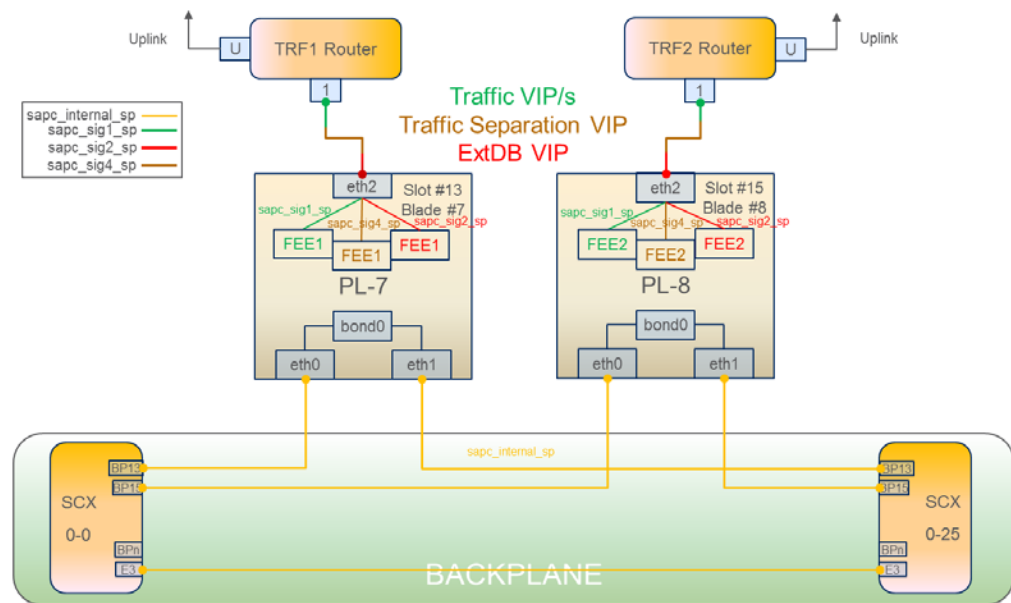 Uplink
U
TRF1 Router
1
TRF2 Router
U
Uplink
1
Traffic VIP/s
Traffic Separation VIP
ExtDB VIP
sapc_internal_sp
sapc_sig1_sp
sapc_sig2_sp
sapc_sig4_sp
eth2
Slot #13
Blade #7
sapc_sig1_sp
sapc_sig4_sp
sapc_sig2_sp
FEE1
FEE1
FEE1
PL-7
bond0
eth0
eth1
eth2
Slot #15
Blade #8
sapc_sig1_sp
sapc_sig4_sp
sapc_sig2_sp
FEE2
FEE2
FEE2
PL-8
bond0
eth0
eth1
sapc_internal_sp
BP13
BP15
SCX
0-0
BPn
E3
BP13
BP15
SCX
0-25
BPn
E3
BACKPLANE